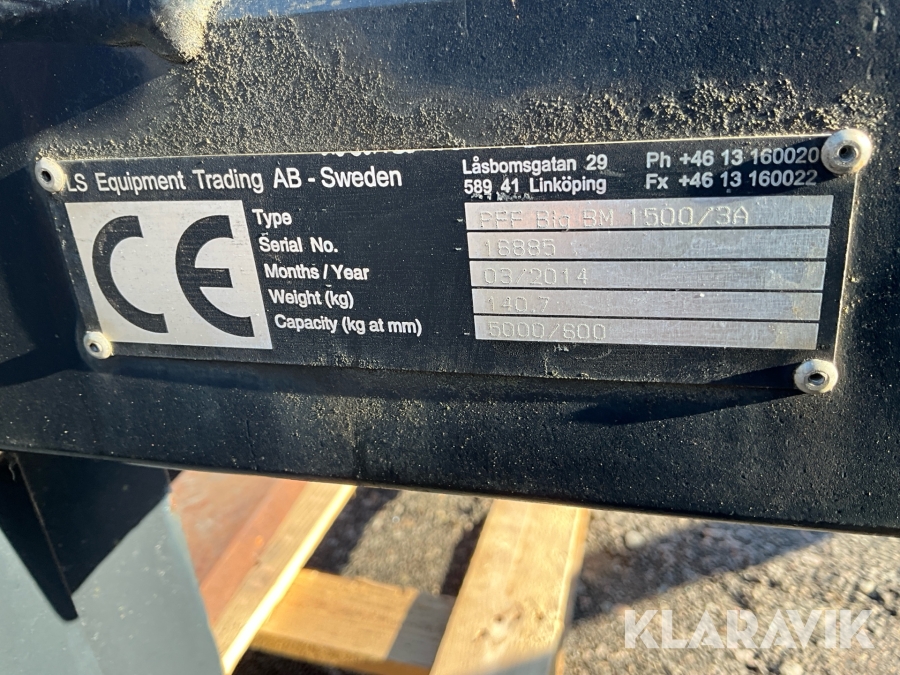 LS Equipment Trading AB - Sweden
Låsbomsgatan 29
589 41 Linköping
Ph +46 13 160020
Fx +46 13 160022
CE
Type PFF Big BM 1500/3A
Serial No. 16885
Months / Year 03/2014
Weight (kg) 140.7
Capacity (kg at mm) 5000/600
KLARAVIK